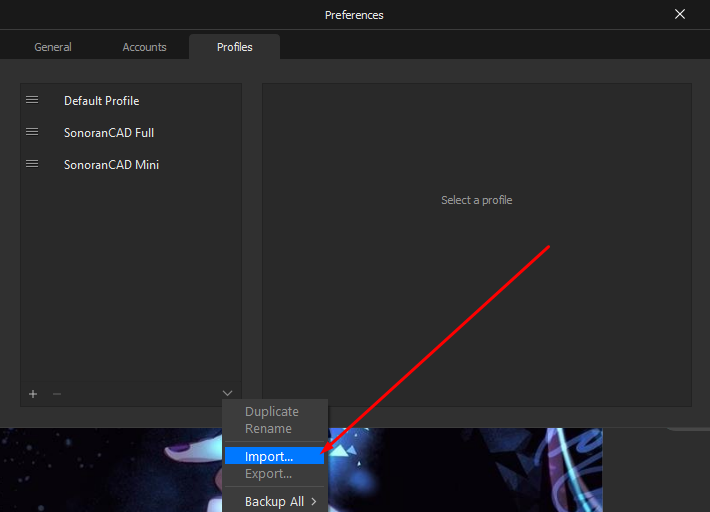 Preferences
General Accounts Profiles
Default Profile
SonoranCAD Full
SonoranCAD Mini
Select a profile
Duplicate
Rename
Import...
Export...
Backup All